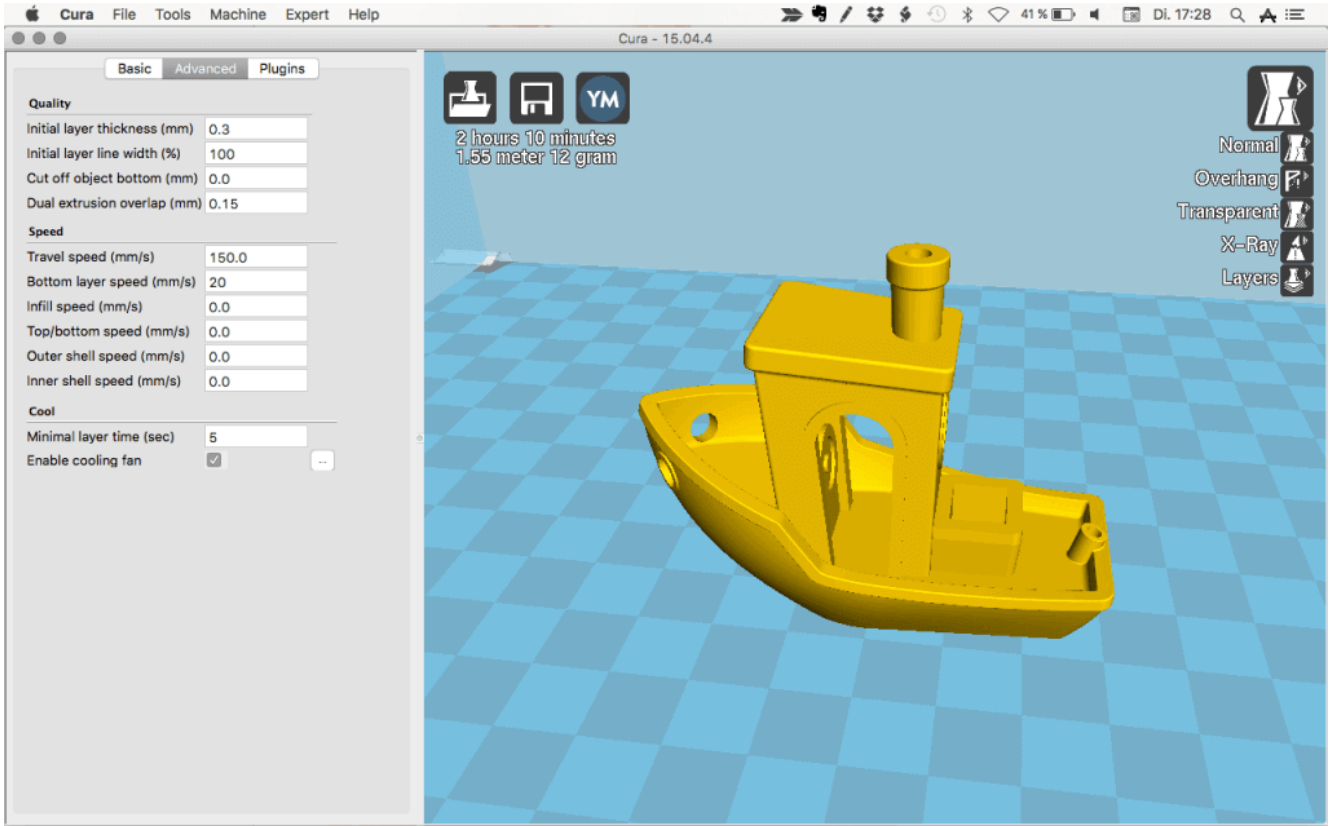 Cura File Tools Machine Expert Help 41 % Di. 17:28
Cura - 15.04.4
Basic Advanced Plugins
Quality
Initial layer thickness (mm) 0.3
Initial layer line width (%) 100
Cut off object bottom (mm) 0.0
Dual extrusion overlap (mm) 0.15
Speed
Travel speed (mm/s) 150.0
Bottom layer speed (mm/s) 20
Infill speed (mm/s) 0.0
Top/bottom speed (mm/s) 0.0
Outer shell speed (mm/s) 0.0
Inner shell speed (mm/s) 0.0
Cool
Minimal layer time (sec) 5
Enable cooling fan ...
YM
2 hours 10 minutes
1.55 meter 12 gram
Normal
Overhang
Transparent
X-Ray
Layers